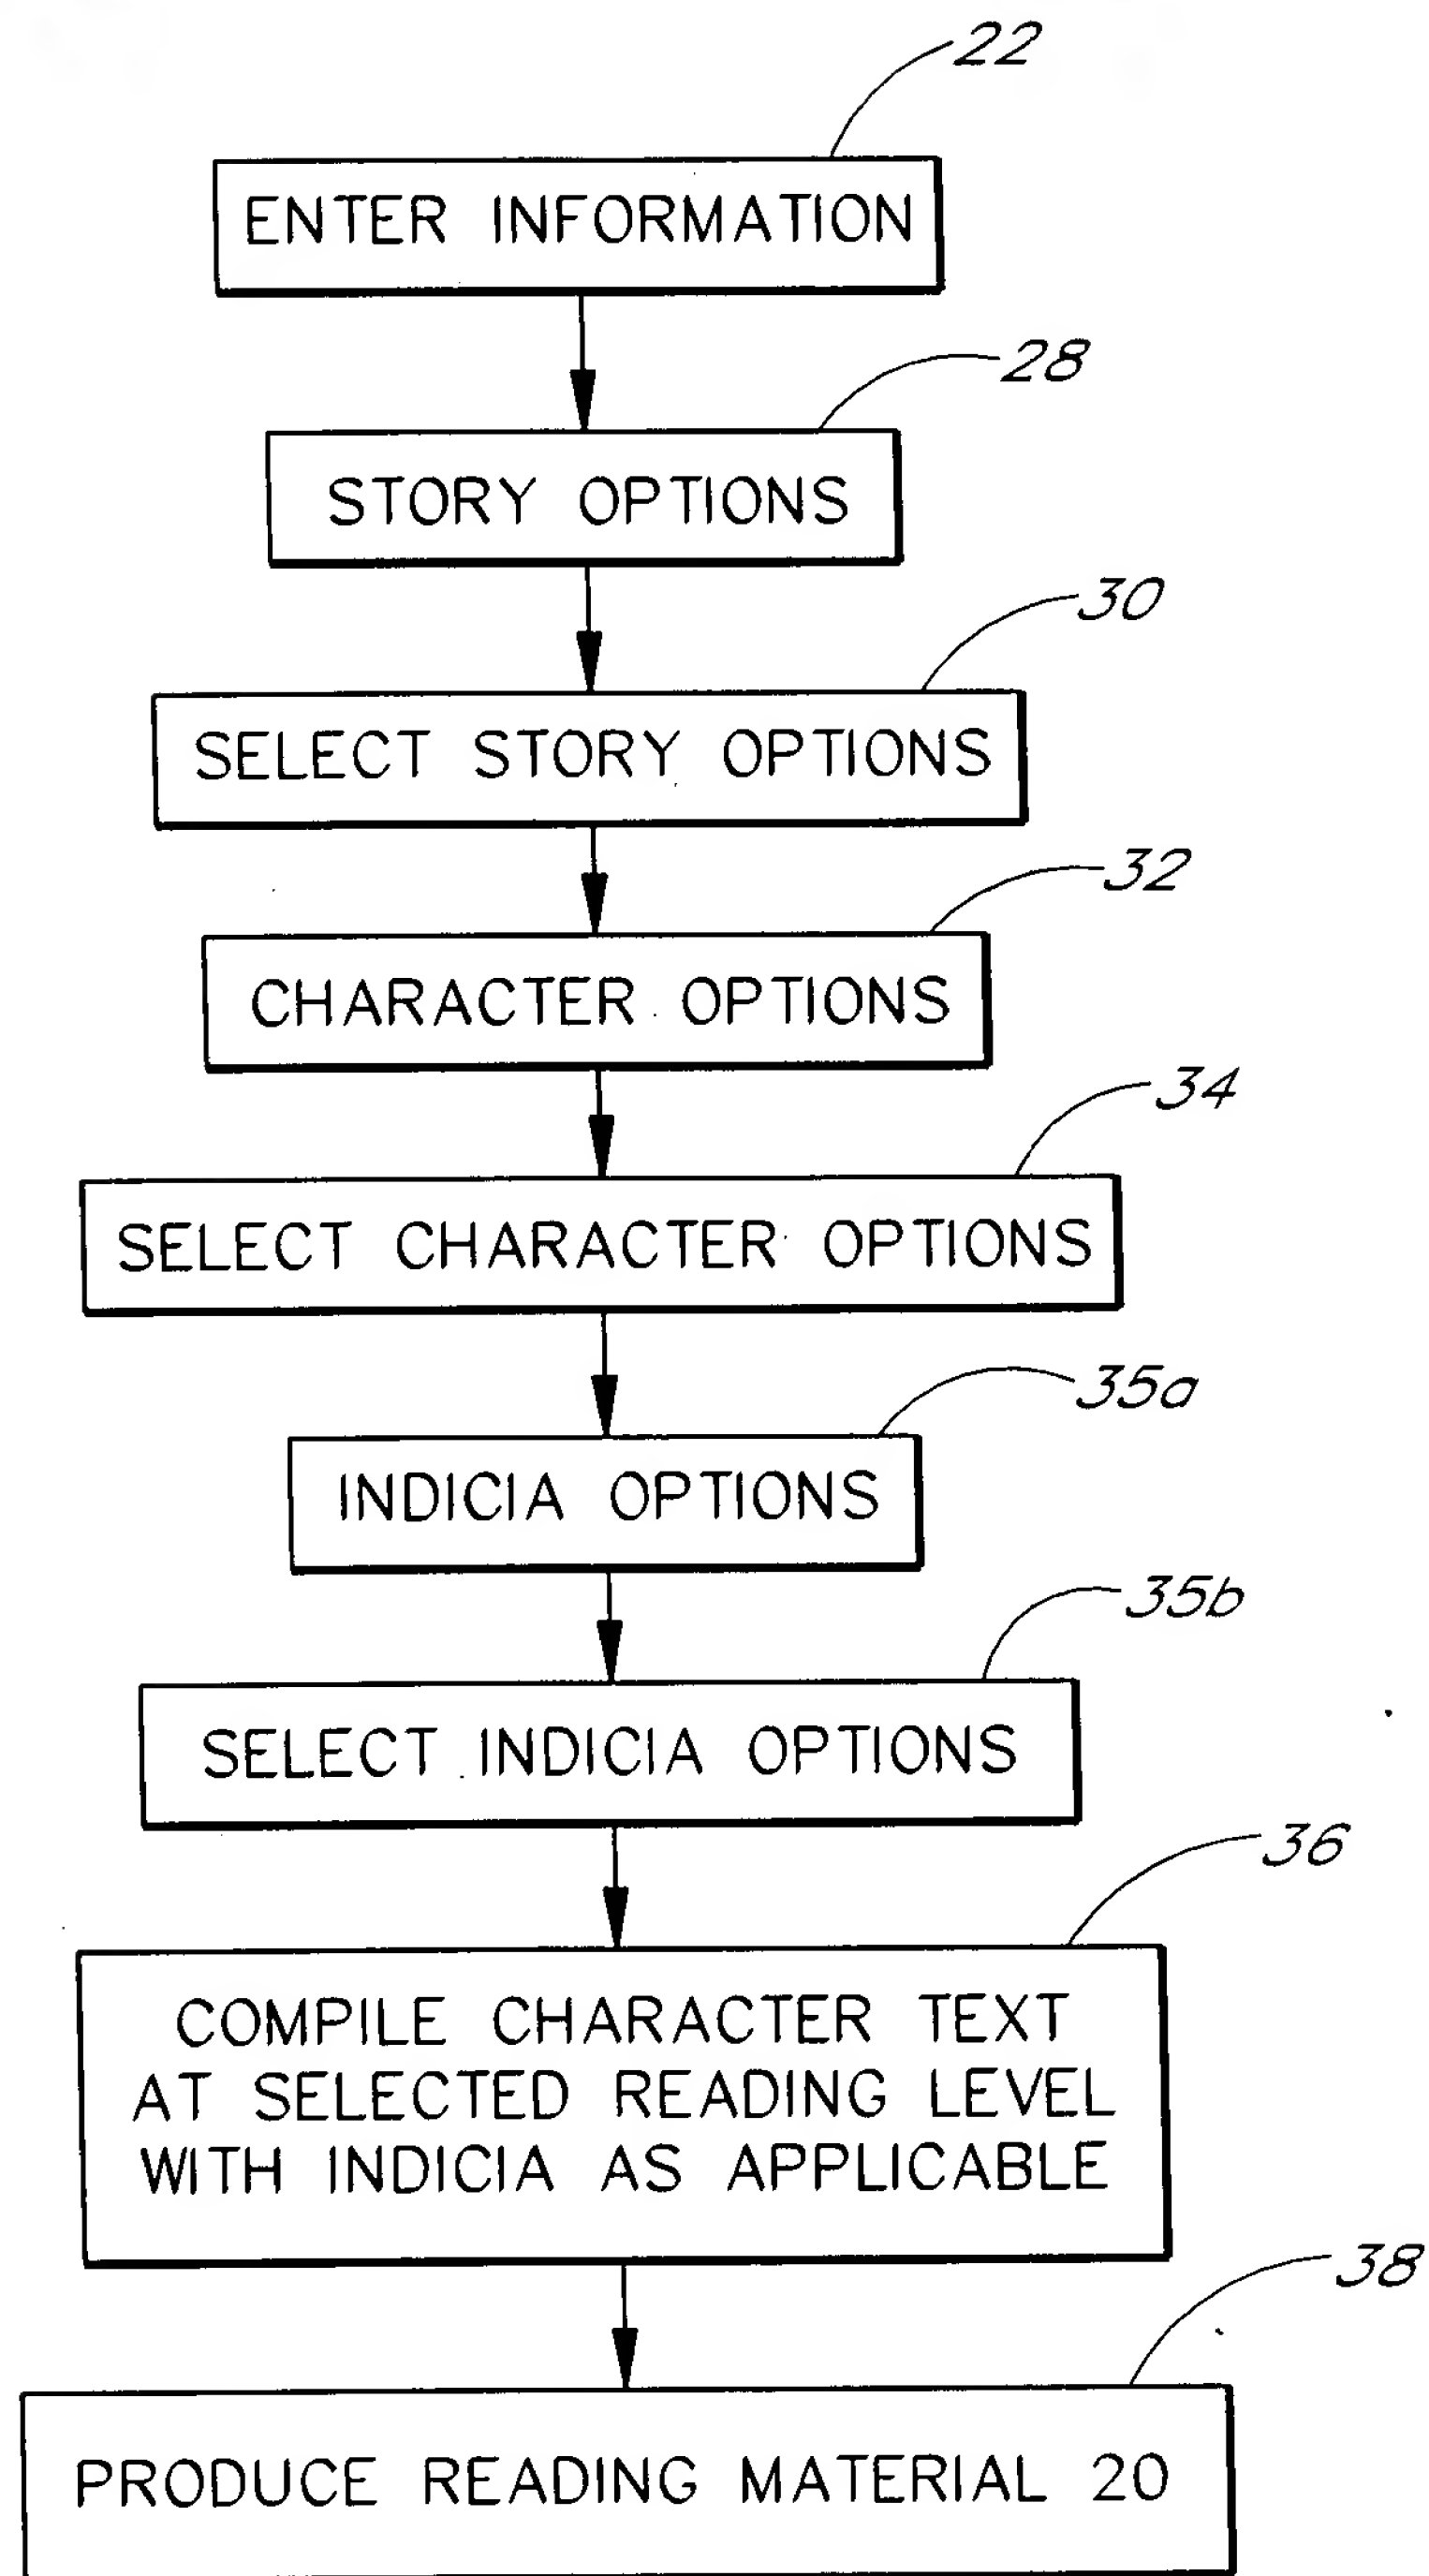 22
ENTER INFORMATION
28
STORY OPTIONS
30
SELECT STORY OPTIONS
32
CHARACTER OPTIONS
34
SELECT CHARACTER OPTIONS
35a
INDICIA OPTIONS
35b
SELECT INDICIA OPTIONS
36
COMPILE CHARACTER TEXT
AT SELECTED READING LEVEL
WITH INDICIA AS APPLICABLE
38
PRODUCE READING MATERIAL 20